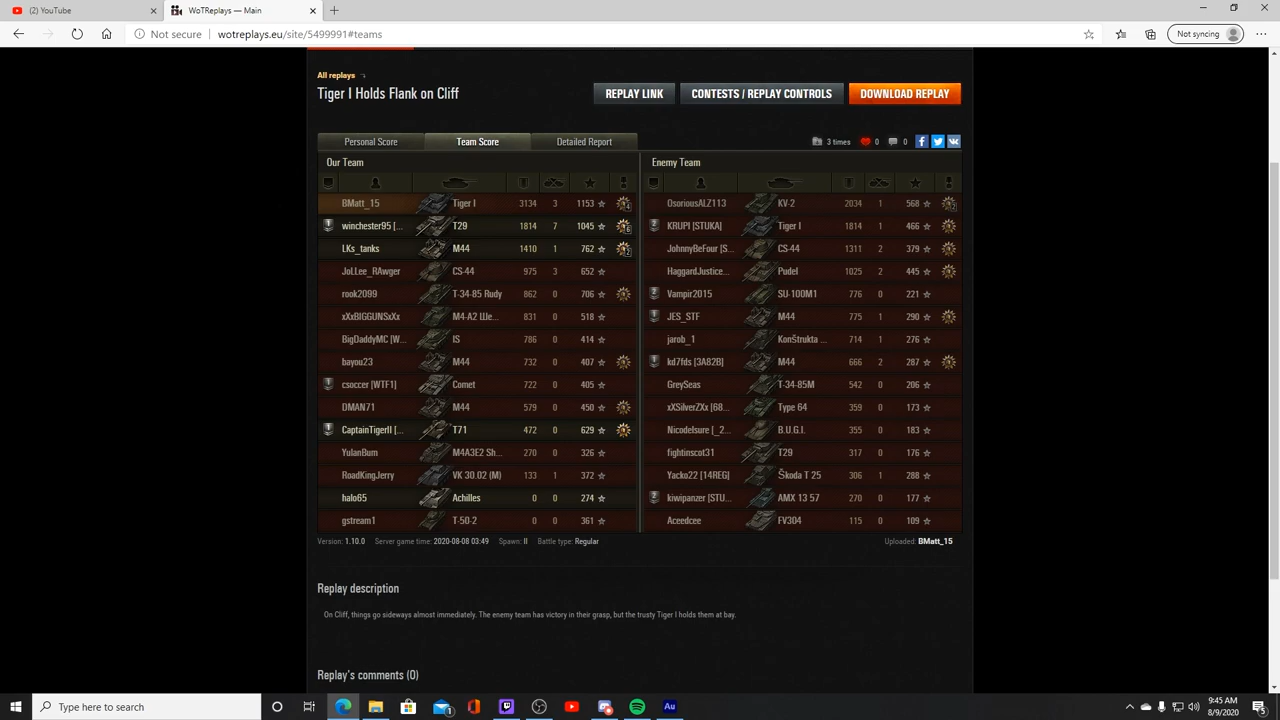 (2) YouTube
WoTReplays — Main
Not secure
wotreplays.eu/site/5499991#teams
Not syncing
All replays
Tiger I Holds Flank on Cliff
REPLAY LINK
CONTESTS / REPLAY CONTROLS
DOWNLOAD REPLAY
Personal Score
Team Score
Detailed Report
3 times
0
0
Our Team
BMatt_15 Tiger I 3134 3 1153
winchester95 [... T29 1814 7 1045 6
LKs_tanks M44 1410 1 762 2
JoLLee_RAwger CS-44 975 3 652
rook2099 T-34-85 Rudy 862 0 706
xXxBIGGUNSxXx M4-A2 Ше... 831 0 518
BigDaddyMC [W... IS 786 0 414
bayou23 M44 732 0 407
csoccer [WTF1] Comet 722 0 405
DMAN71 M44 579 0 450
CaptainTigerII [... T71 472 0 629
YulanBum M4A3E2 Sh... 270 0 326
RoadKingJerry VK 30.02 (M) 133 1 372
halo65 Achilles 0 0 274
gstream1 T-50-2 0 0 361
Enemy Team
OsoriousALZ113 KV-2 2034 1 568 2
KRUPI [STUKA] Tiger I 1814 1 466
JohnnyBeFour [S... CS-44 1311 2 379
HaggardJustice... Pudel 1025 2 445
Vampir2015 SU-100M1 776 0 221
JES_STF M44 775 1 290
jarob_1 Konštrukta ... 714 1 276
kd7fds [3A82B] M44 666 2 287
GreySeas T-34-85M 542 0 206
xXSilverZXx [68... Type 64 359 0 173
Nicodelsure [_2... B.U.G.I. 355 0 183
fightinscot31 T29 317 0 176
Yacko22 [14REG] Škoda T 25 306 1 288
kiwipanzer [STU... AMX 13 57 270 0 177
Aceedcee FV304 115 0 109
Version: 1.10.0 Server game time: 2020-08-08 03:49 Spawn: II Battle type: Regular
Uploaded: BMatt_15
Replay description
On Cliff, things go sideways almost immediately. The enemy team has victory in their grasp, but the trusty Tiger I holds them at bay.
Replay's comments (0)
Type here to search
Au
9:45 AM
8/9/2020